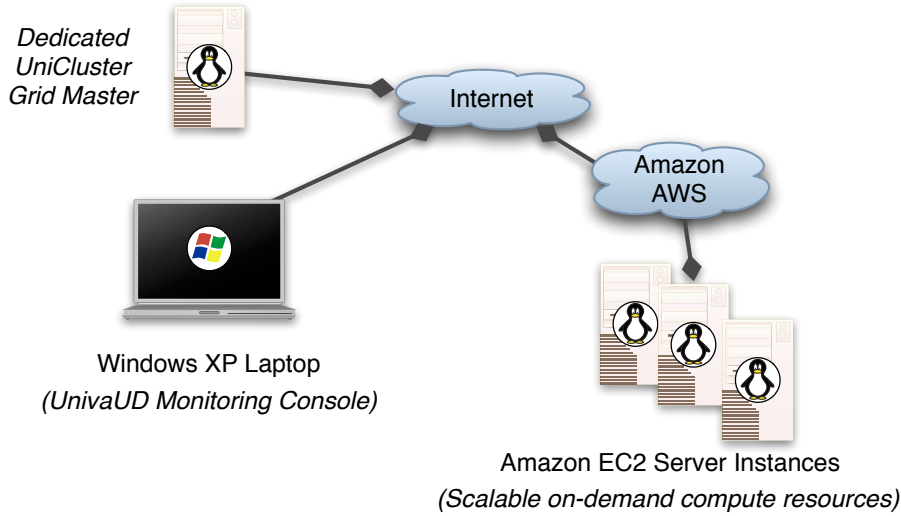 Dedicated
UniCluster
Grid Master
Internet
Amazon
AWS
Windows XP Laptop
(UnivaUD Monitoring Console)
Amazon EC2 Server Instances
(Scalable on-demand compute resources)